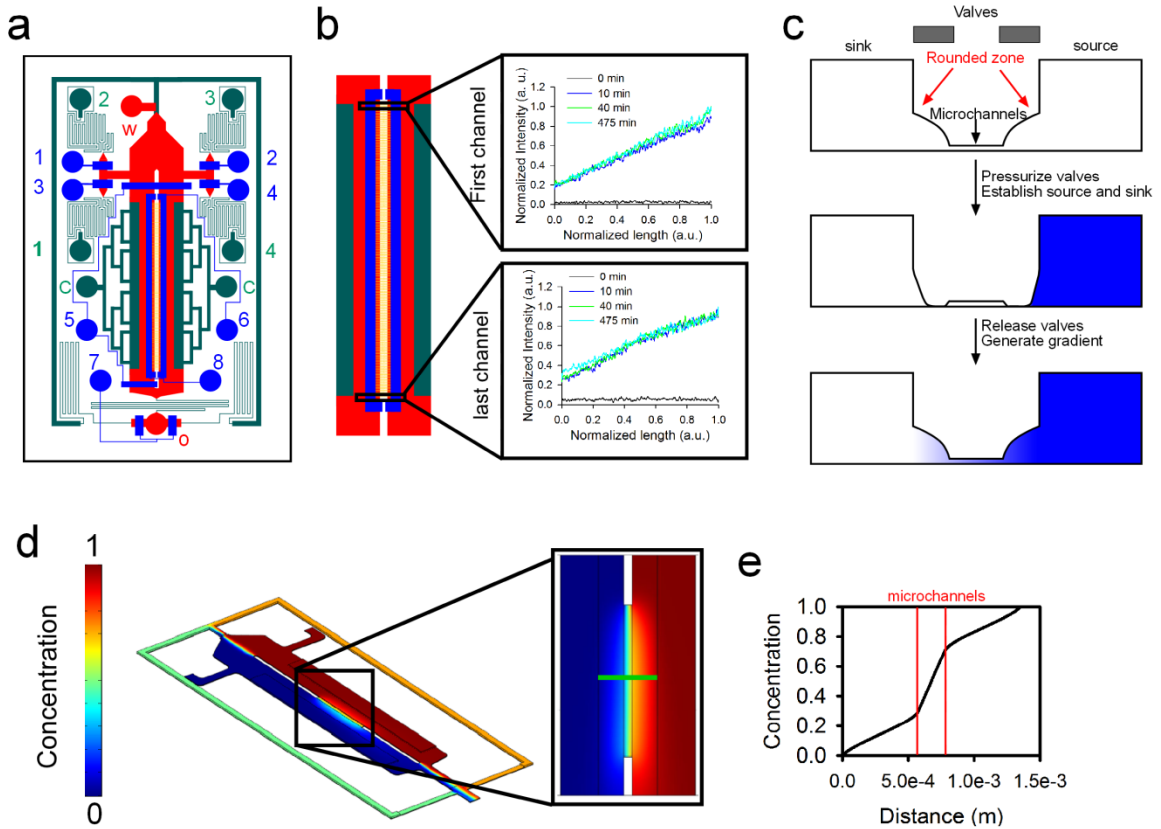 a
2
3
w
1
2
3
4
1
4
C
C
5
6
7
8
o
b
First channel
Normalized Intensity (a. u.)
1.2
1.0
0.8
0.6
0.4
0.2
0.0
0 min
10 min
40 min
475 min
0.0 0.2 0.4 0.6 0.8 1.0
Normalized length (a.u.)
last channel
Normalized Intensity (a. u.)
1.2
1.0
0.8
0.6
0.4
0.2
0.0
0 min
10 min
40 min
475 min
0.0 0.2 0.4 0.6 0.8 1.0
Normalized length (a.u.)
c
Valves
sink
source
Rounded zone
Microchannels
Pressurize valves
Establish source and sink
Release valves
Generate gradient
d
1
Concentration
0
e
microchannels
Concentration
1.0
0.8
0.6
0.4
0.2
0.0
0.0 5.0e-4 1.0e-3 1.5e-3
Distance (m)